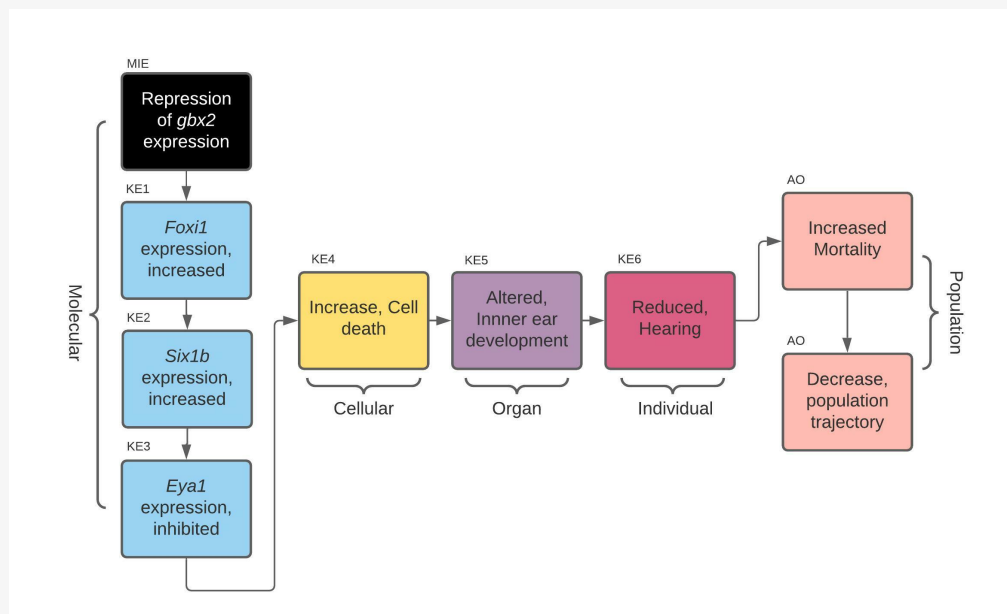 MIE
Repression
of gbx2
expression
KE1
Foxi1
expression,
increased
KE2
Six1b
expression,
increased
KE3
Eya1
expression,
inhibited
Molecular
KE4
Increase, Cell
death
Cellular
KE5
Altered,
Innner ear
development
Organ
KE6
Reduced,
Hearing
Individual
AO
Increased
Mortality
AO
Decrease,
population
trajectory
Population